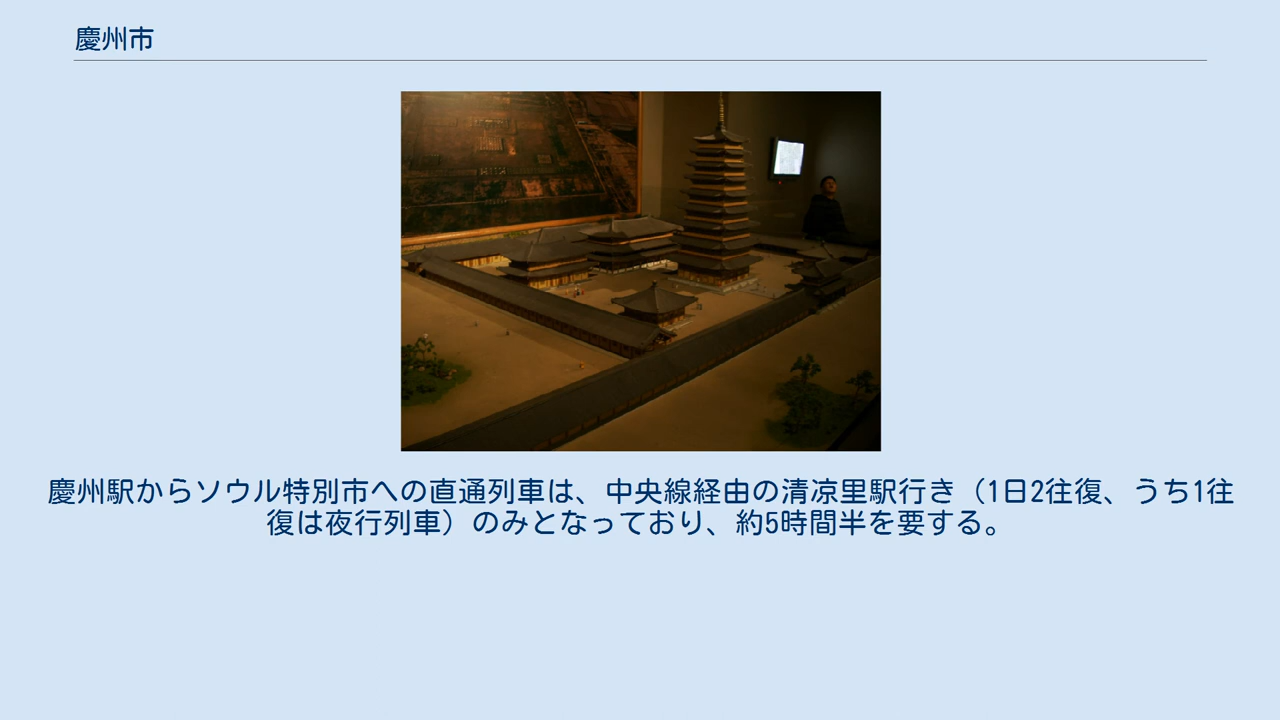 慶州市
慶州駅からソウル特別市への直通列車は、中央線経由の清凉里駅行き（1日2往復、うち1往
復は夜行列車）のみとなっており、約5時間半を要する。